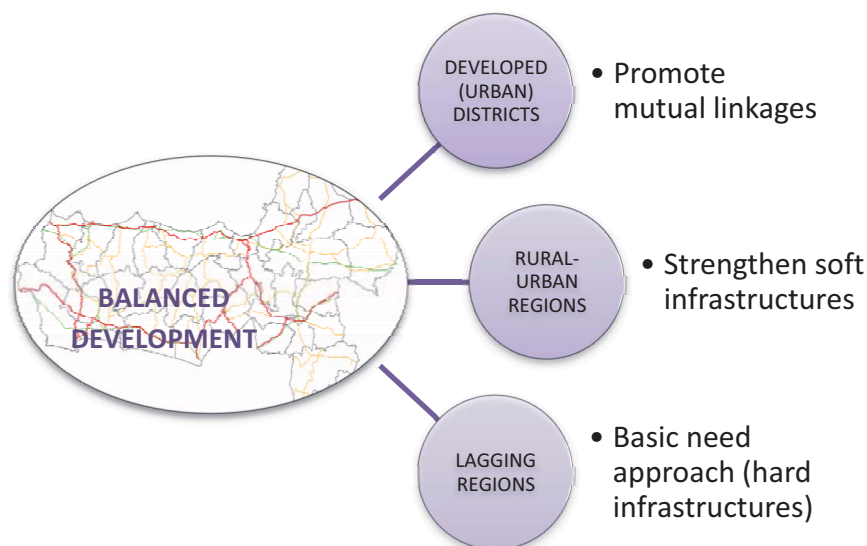 DEVELOPED
(URBAN)
DISTRICTS
• Promote
mutual linkages
BALANCED
DEVELOPMENT
RURAL-
URBAN
REGIONS
• Strengthen soft
infrastructures
LAGGING
REGIONS
• Basic need
approach (hard
infrastructures)